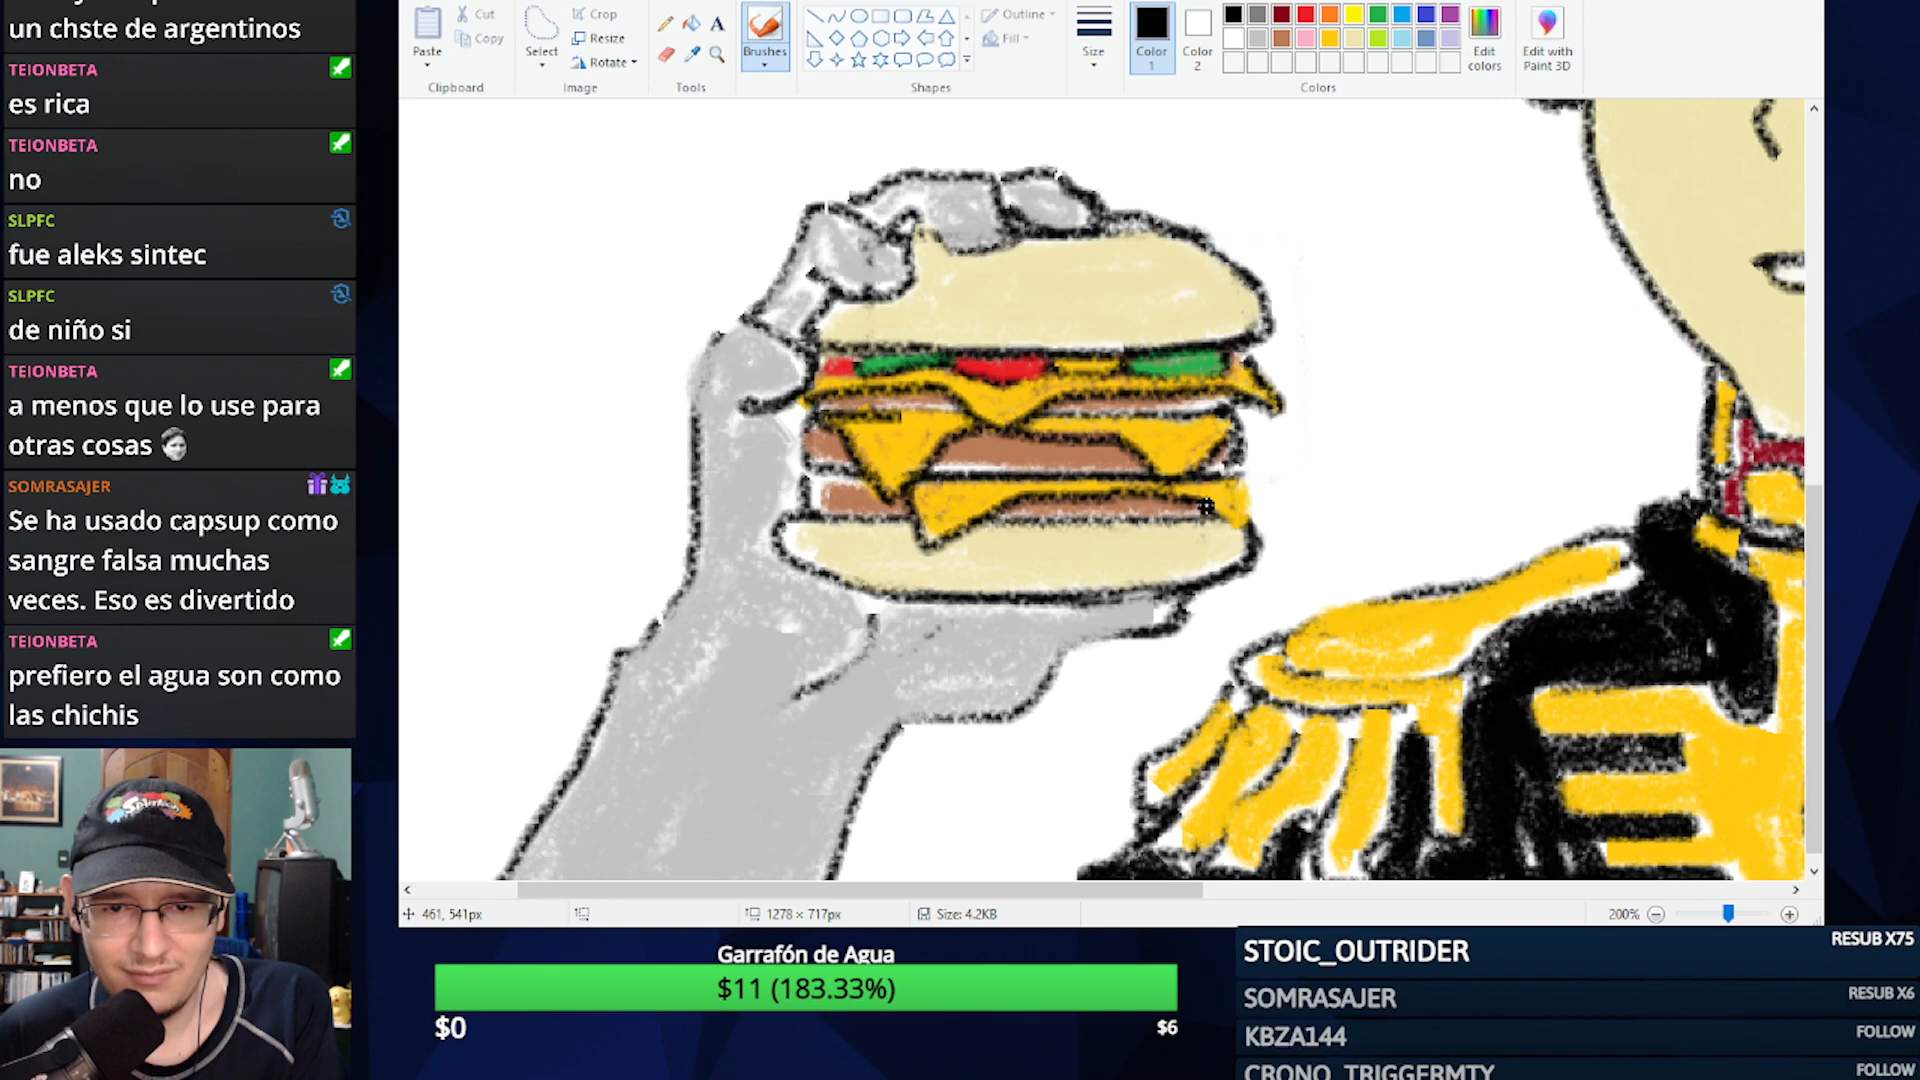 un chste de argentinos
TEIONBETA
es rica
TEIONBETA
no
SLPFC
fue aleks sintec
SLPFC
de niño si
TEIONBETA
a menos que lo use para
otras cosas
SOMRASAJER
Se ha usado capsup como
sangre falsa muchas
veces. Eso es divertido
TEIONBETA
prefiero el agua son como
las chichis
Paste
Cut
Copy
Clipboard
Select
Crop
Resize
Rotate
Image
A
Tools
Brushes
Shapes
Outline
Fill
Size
Color
1
Color
2
Colors
Edit
colors
Edit with
Paint 3D
461, 541px
1278 × 717px
Size: 4.2KB
200%
Garrafón de Agua
$11 (183.33%)
$0
$6
STOIC_OUTRIDER
RESUB X75
SOMRASAJER
RESUB X6
KBZA144
FOLLOW
CRONO_TRIGGERMTY
FOLLOW